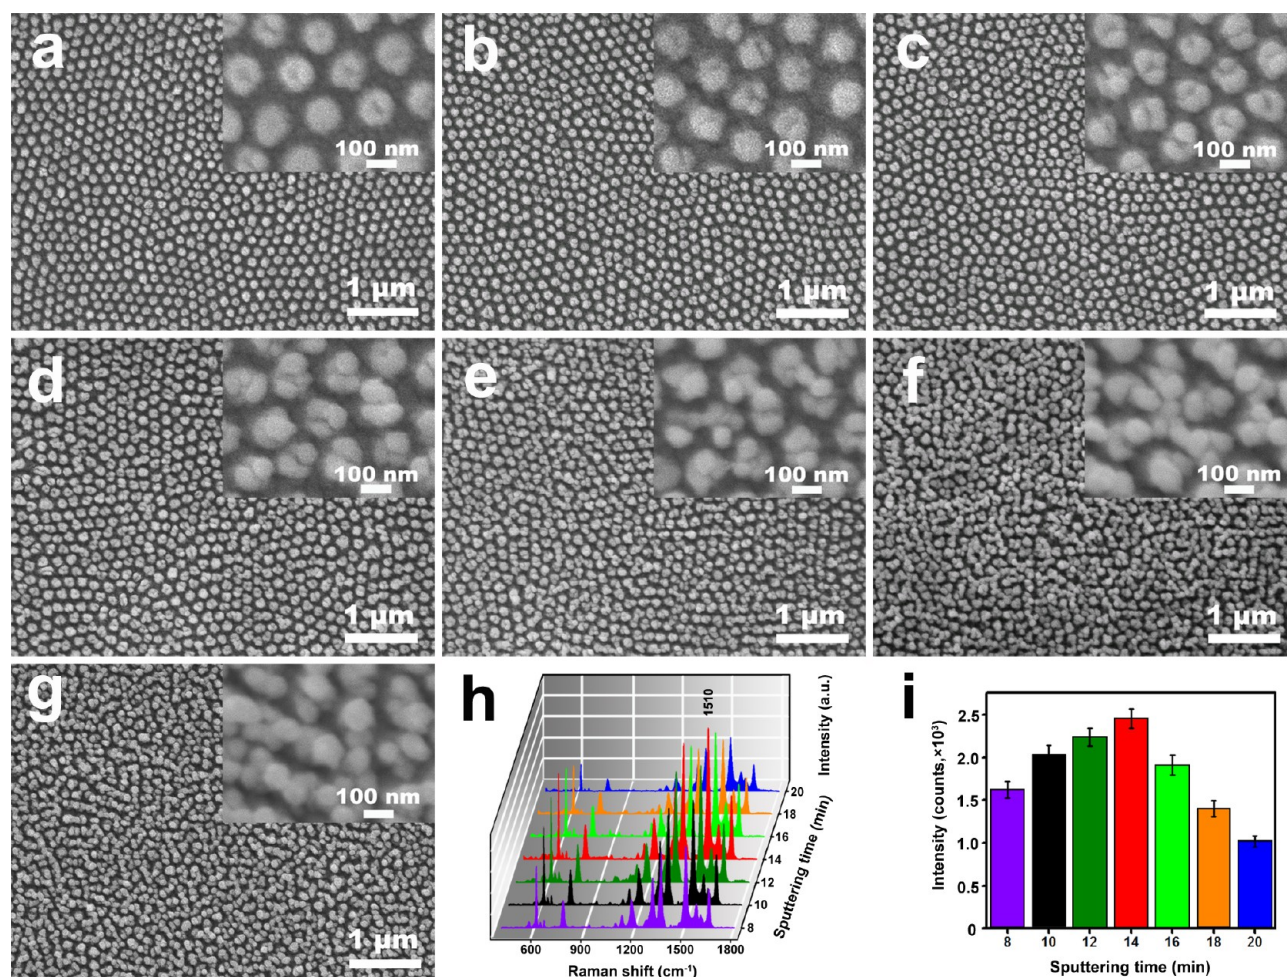 a
100 nm
1 µm
b
100 nm
1 µm
c
100 nm
1 µm
d
100 nm
1 µm
e
100 nm
1 µm
f
100 nm
1 µm
g
100 nm
1 µm
h
1510
Intensity (a.u.)
20
18
16
14
12
10
8
Sputtering time (min)
600 900 1200 1500 1800
Raman shift (cm⁻¹)
i
Intensity (counts,×10³)
2.5
2.0
1.5
1.0
0.5
0
8 10 12 14 16 18 20
Sputtering time (min)